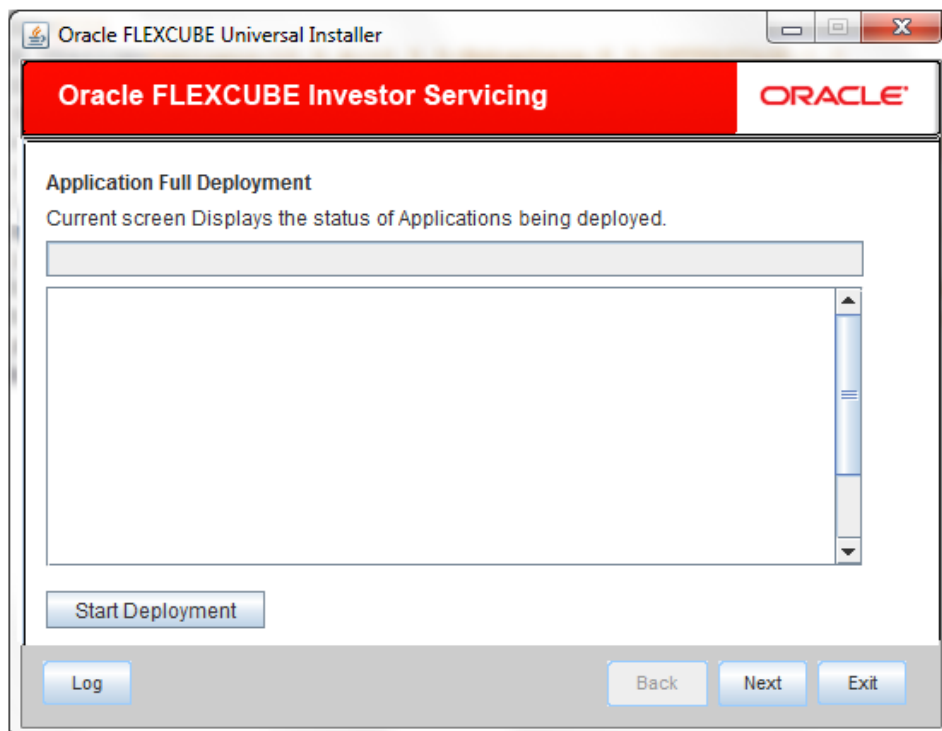 Oracle FLEXCUBE Universal Installer
Oracle FLEXCUBE Investor Servicing
ORACLE
Application Full Deployment
Current screen Displays the status of Applications being deployed.
Start Deployment
Log
Back
Next
Exit